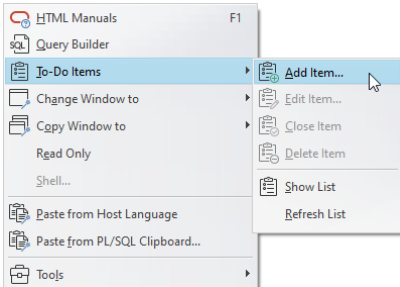 HTML Manuals F1
SQL Query Builder
To-Do Items
Change Window to
Copy Window to
Read Only
Shell...
Paste from Host Language
Paste from PL/SQL Clipboard...
Tools
Add Item...
Edit Item...
Close Item
Delete Item
Show List
Refresh List